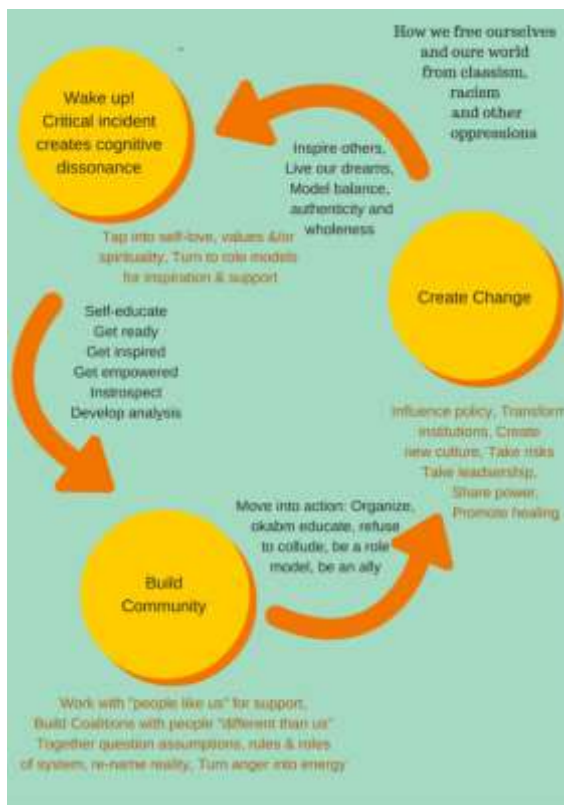 How we free ourselves
and oure world
from classism,
racism
and other
oppressions
Wake up!
Critical incident
creates cognitive
dissonance
Inspire others,
Live our dreams,
Model balance,
authenticity and
wholeness
Tap into self-love, values &/or
spirituality, Turn to role models
for inspiration & support
Self-educate
Get ready
Get inspired
Get empowered
Instrospect
Develop analysis
Create Change
Influence policy, Transform
institutions, Create
new culture, Take risks
Take leadsership,
Share power,
Promote healing
Move into action: Organize,
okabm educate, refuse
to collude, be a role
model, be an ally
Build
Community
Work with "people like us" for support,
Build Coalitions with people "different than us"
Together question assumptions, rules & roles
of system, re-name reality, Turn anger into energy